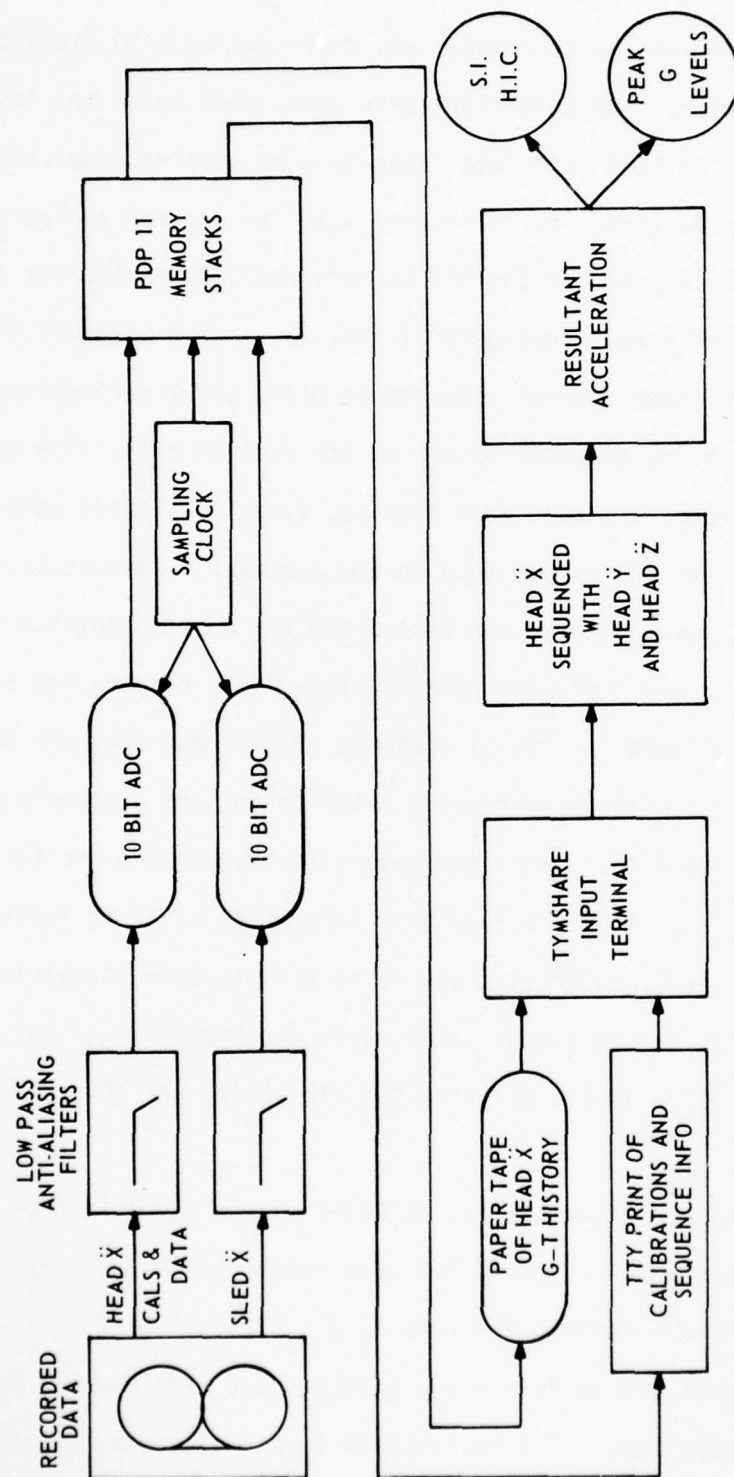 RECORDED
DATA
HEAD Ẍ
CALS & DATA
SLED Ẍ
LOW PASS
ANTI-ALIASING
FILTERS
10 BIT ADC
10 BIT ADC
SAMPLING
CLOCK
PDP 11
MEMORY
STACKS
PAPER TAPE
OF HEAD Ẍ
G-T HISTORY
TTY PRINT OF
CALIBRATIONS AND
SEQUENCE INFO
TYMSHARE
INPUT
TERMINAL
HEAD Ẍ
SEQUENCED
WITH
HEAD Ÿ
AND HEAD Z̈
RESULTANT
ACCELERATION
S.I.
H.I.C.
PEAK
G
LEVELS